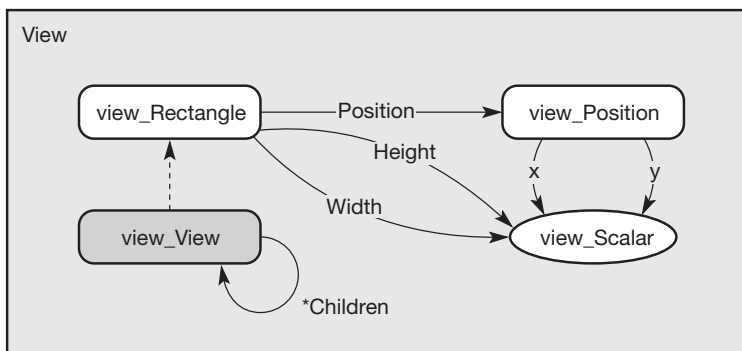 View
view_Rectangle
Position
view_Position
Height
x
y
Width
view_View
view_Scalar
*Children